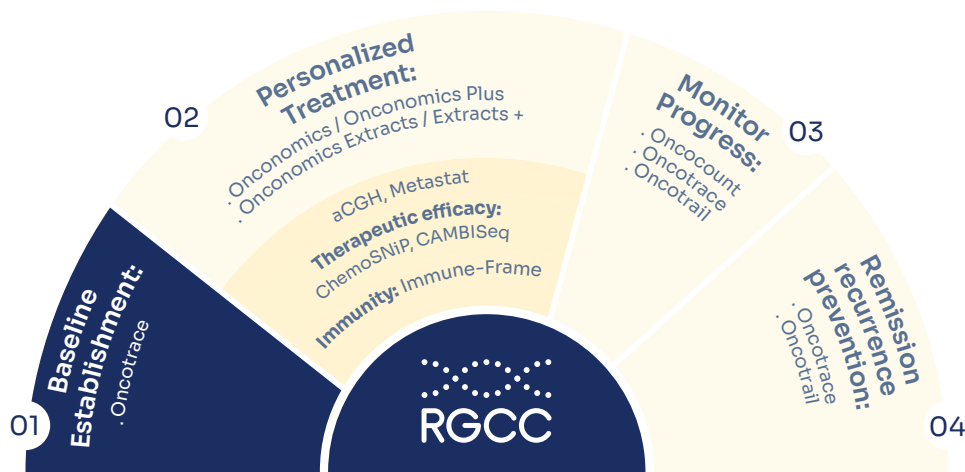 01
Baseline
Establishment:
. Oncotrace
02
Personalized
Treatment:
. Onconomics / Onconomics Plus
. Onconomics Extracts / Extracts +
aCGH, Metastat
Therapeutic efficacy:
ChemoSNiP, CAMBISeq
Immunity: Immune-Frame
03
Monitor
Progress:
. Oncocount
. Oncotrace
. Oncotrail
04
Remission
recurrence
prevention:
. Oncotrace
. Oncotrail
RGCC